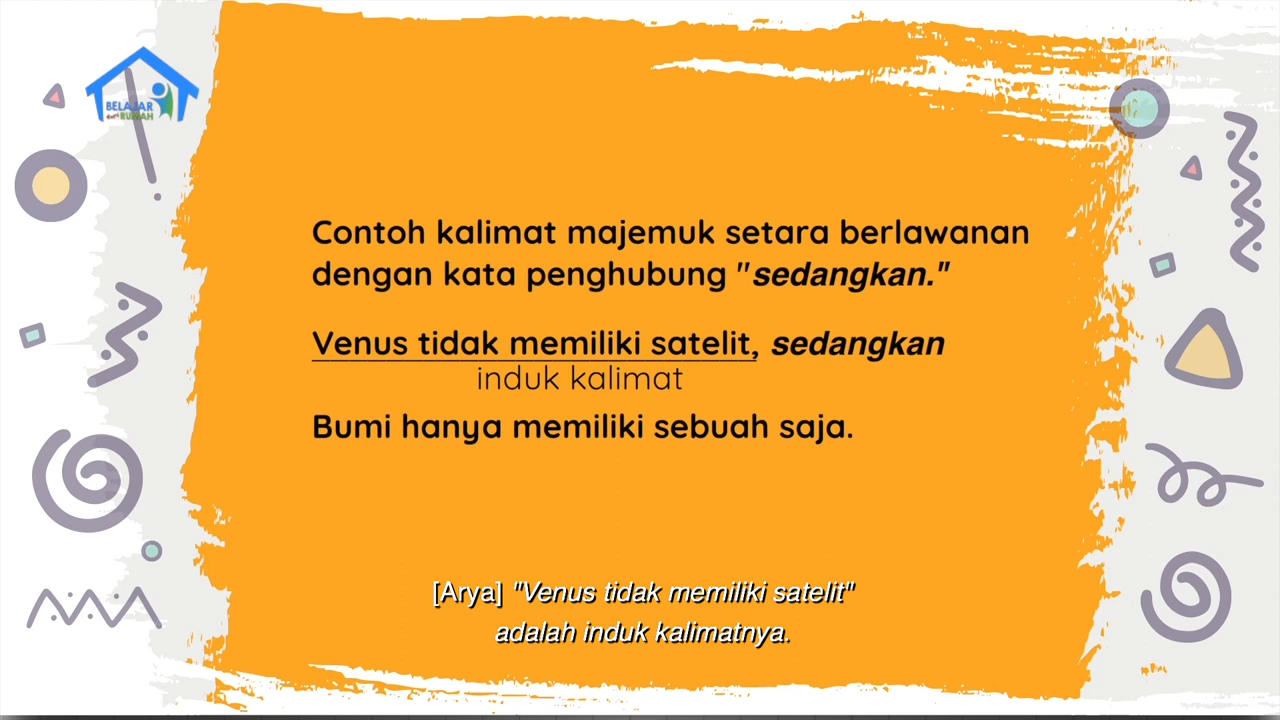 BELAJAR
dari RUMAH
Contoh kalimat majemuk setara berlawanan
dengan kata penghubung "sedangkan."
Venus tidak memiliki satelit, sedangkan
induk kalimat
Bumi hanya memiliki sebuah saja.
[Arya] "Venus tidak memiliki satelit"
adalah induk kalimatnya.